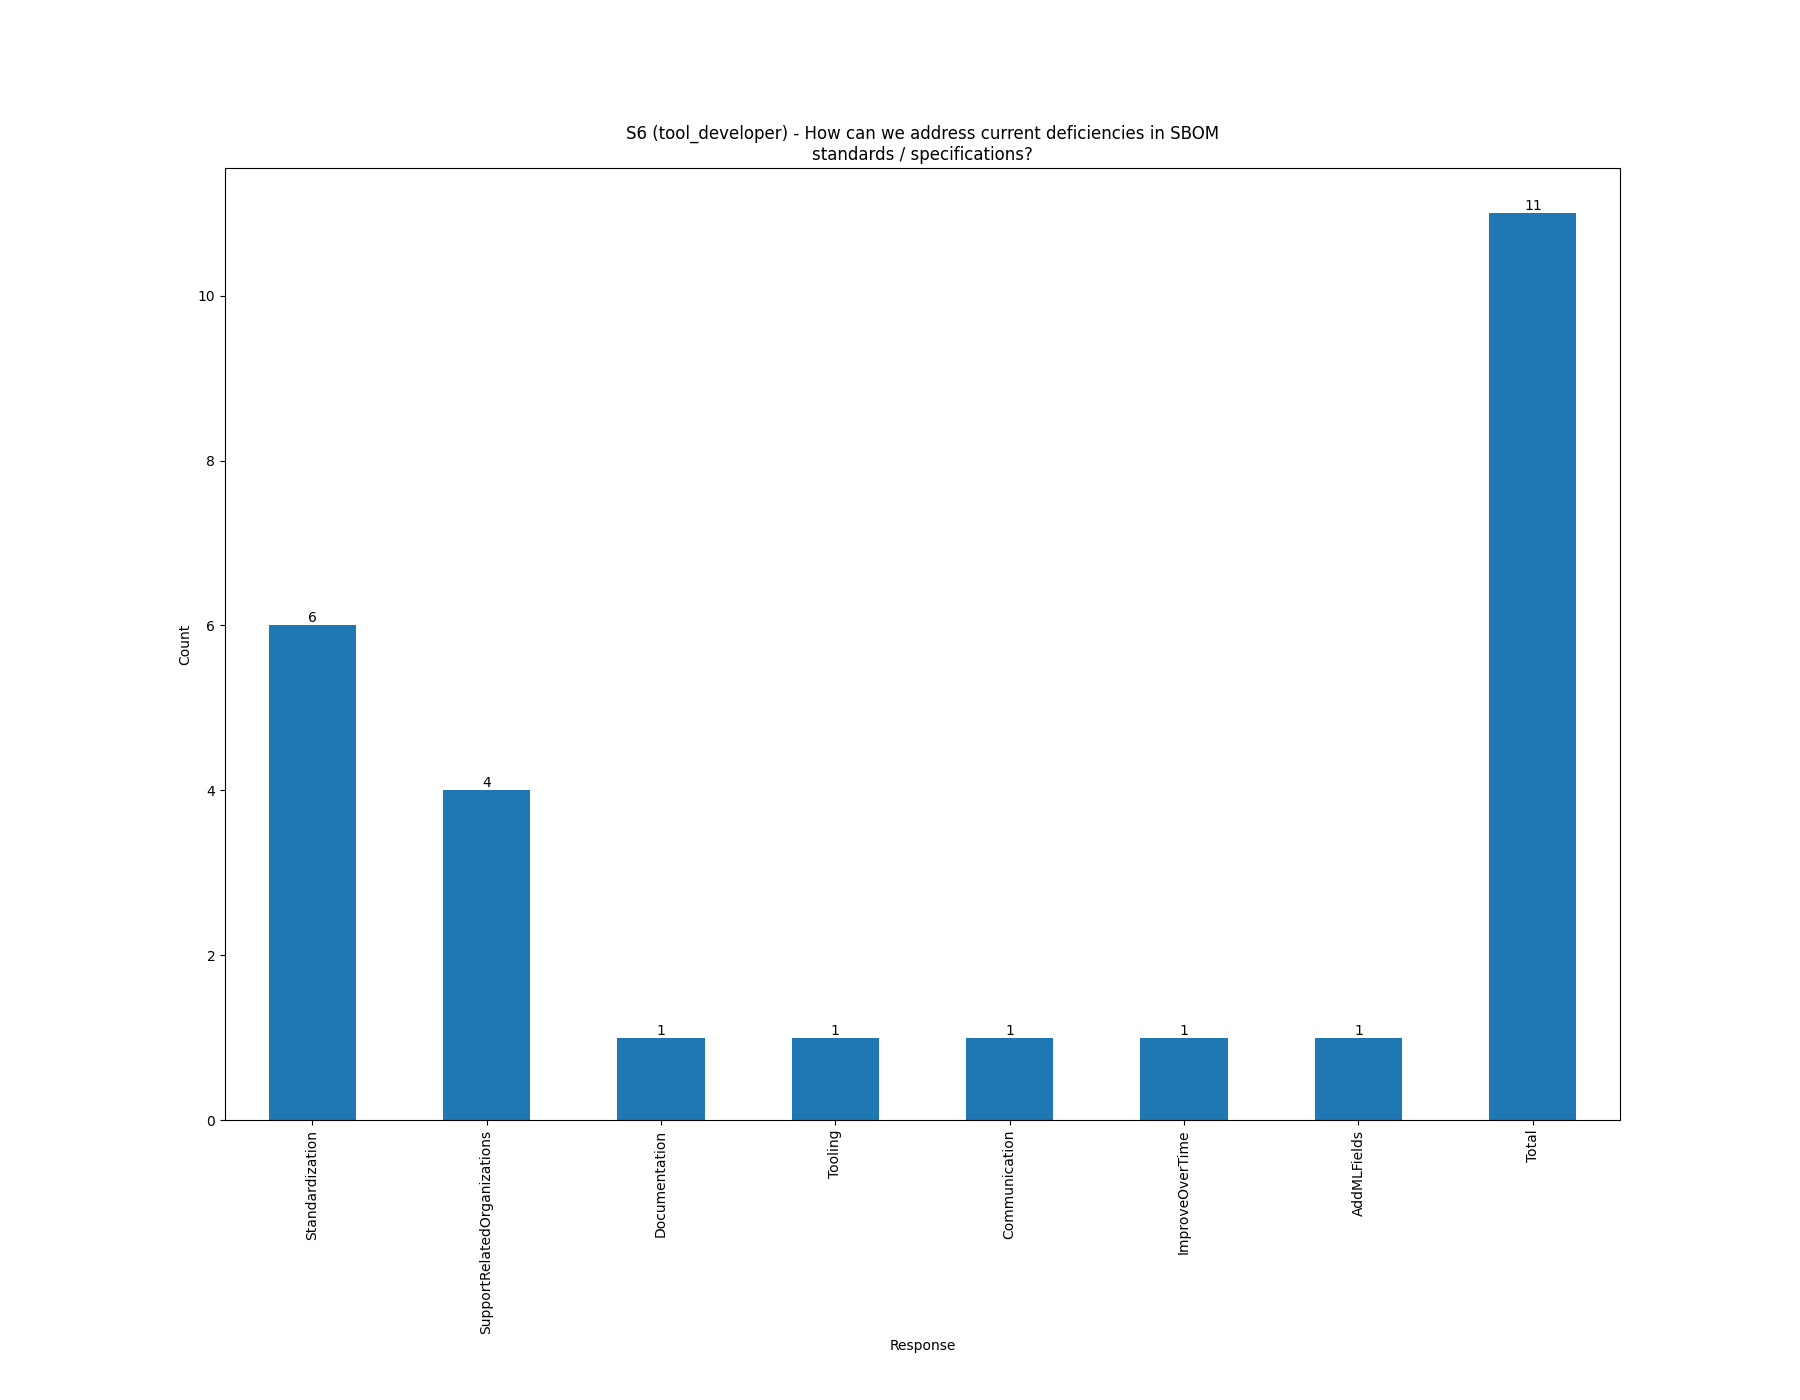 S6 (tool_developer) - How can we address current deficiencies in SBOM
standards / specifications?
Count
10
8
6
4
2
0
6
4
1
1
1
1
1
11
Standardization
SupportRelatedOrganizations
Documentation
Tooling
Communication
ImproveOverTime
AddMLFields
Total
Response